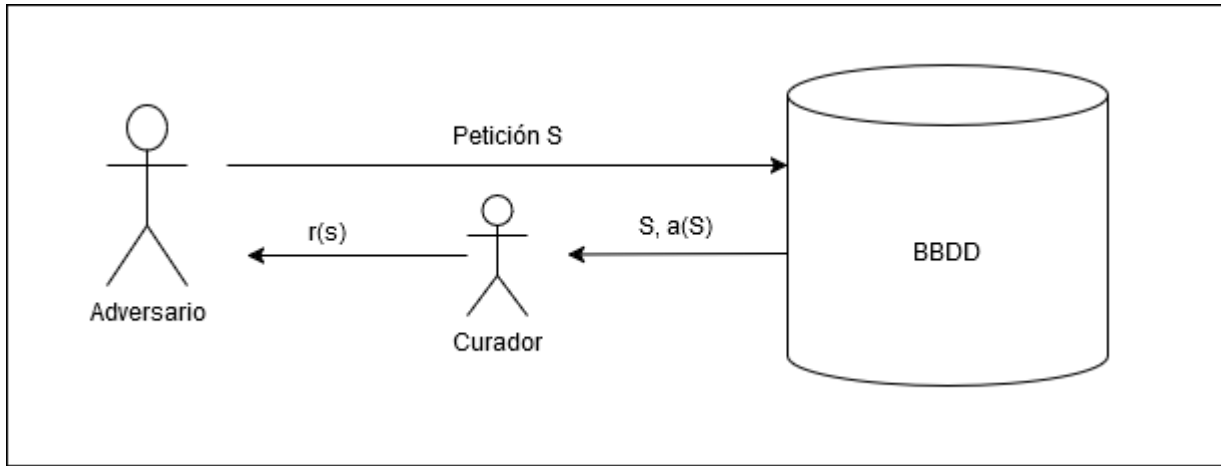 Petición S
r(s)
S, a(S)
BBDD
Adversario
Curador